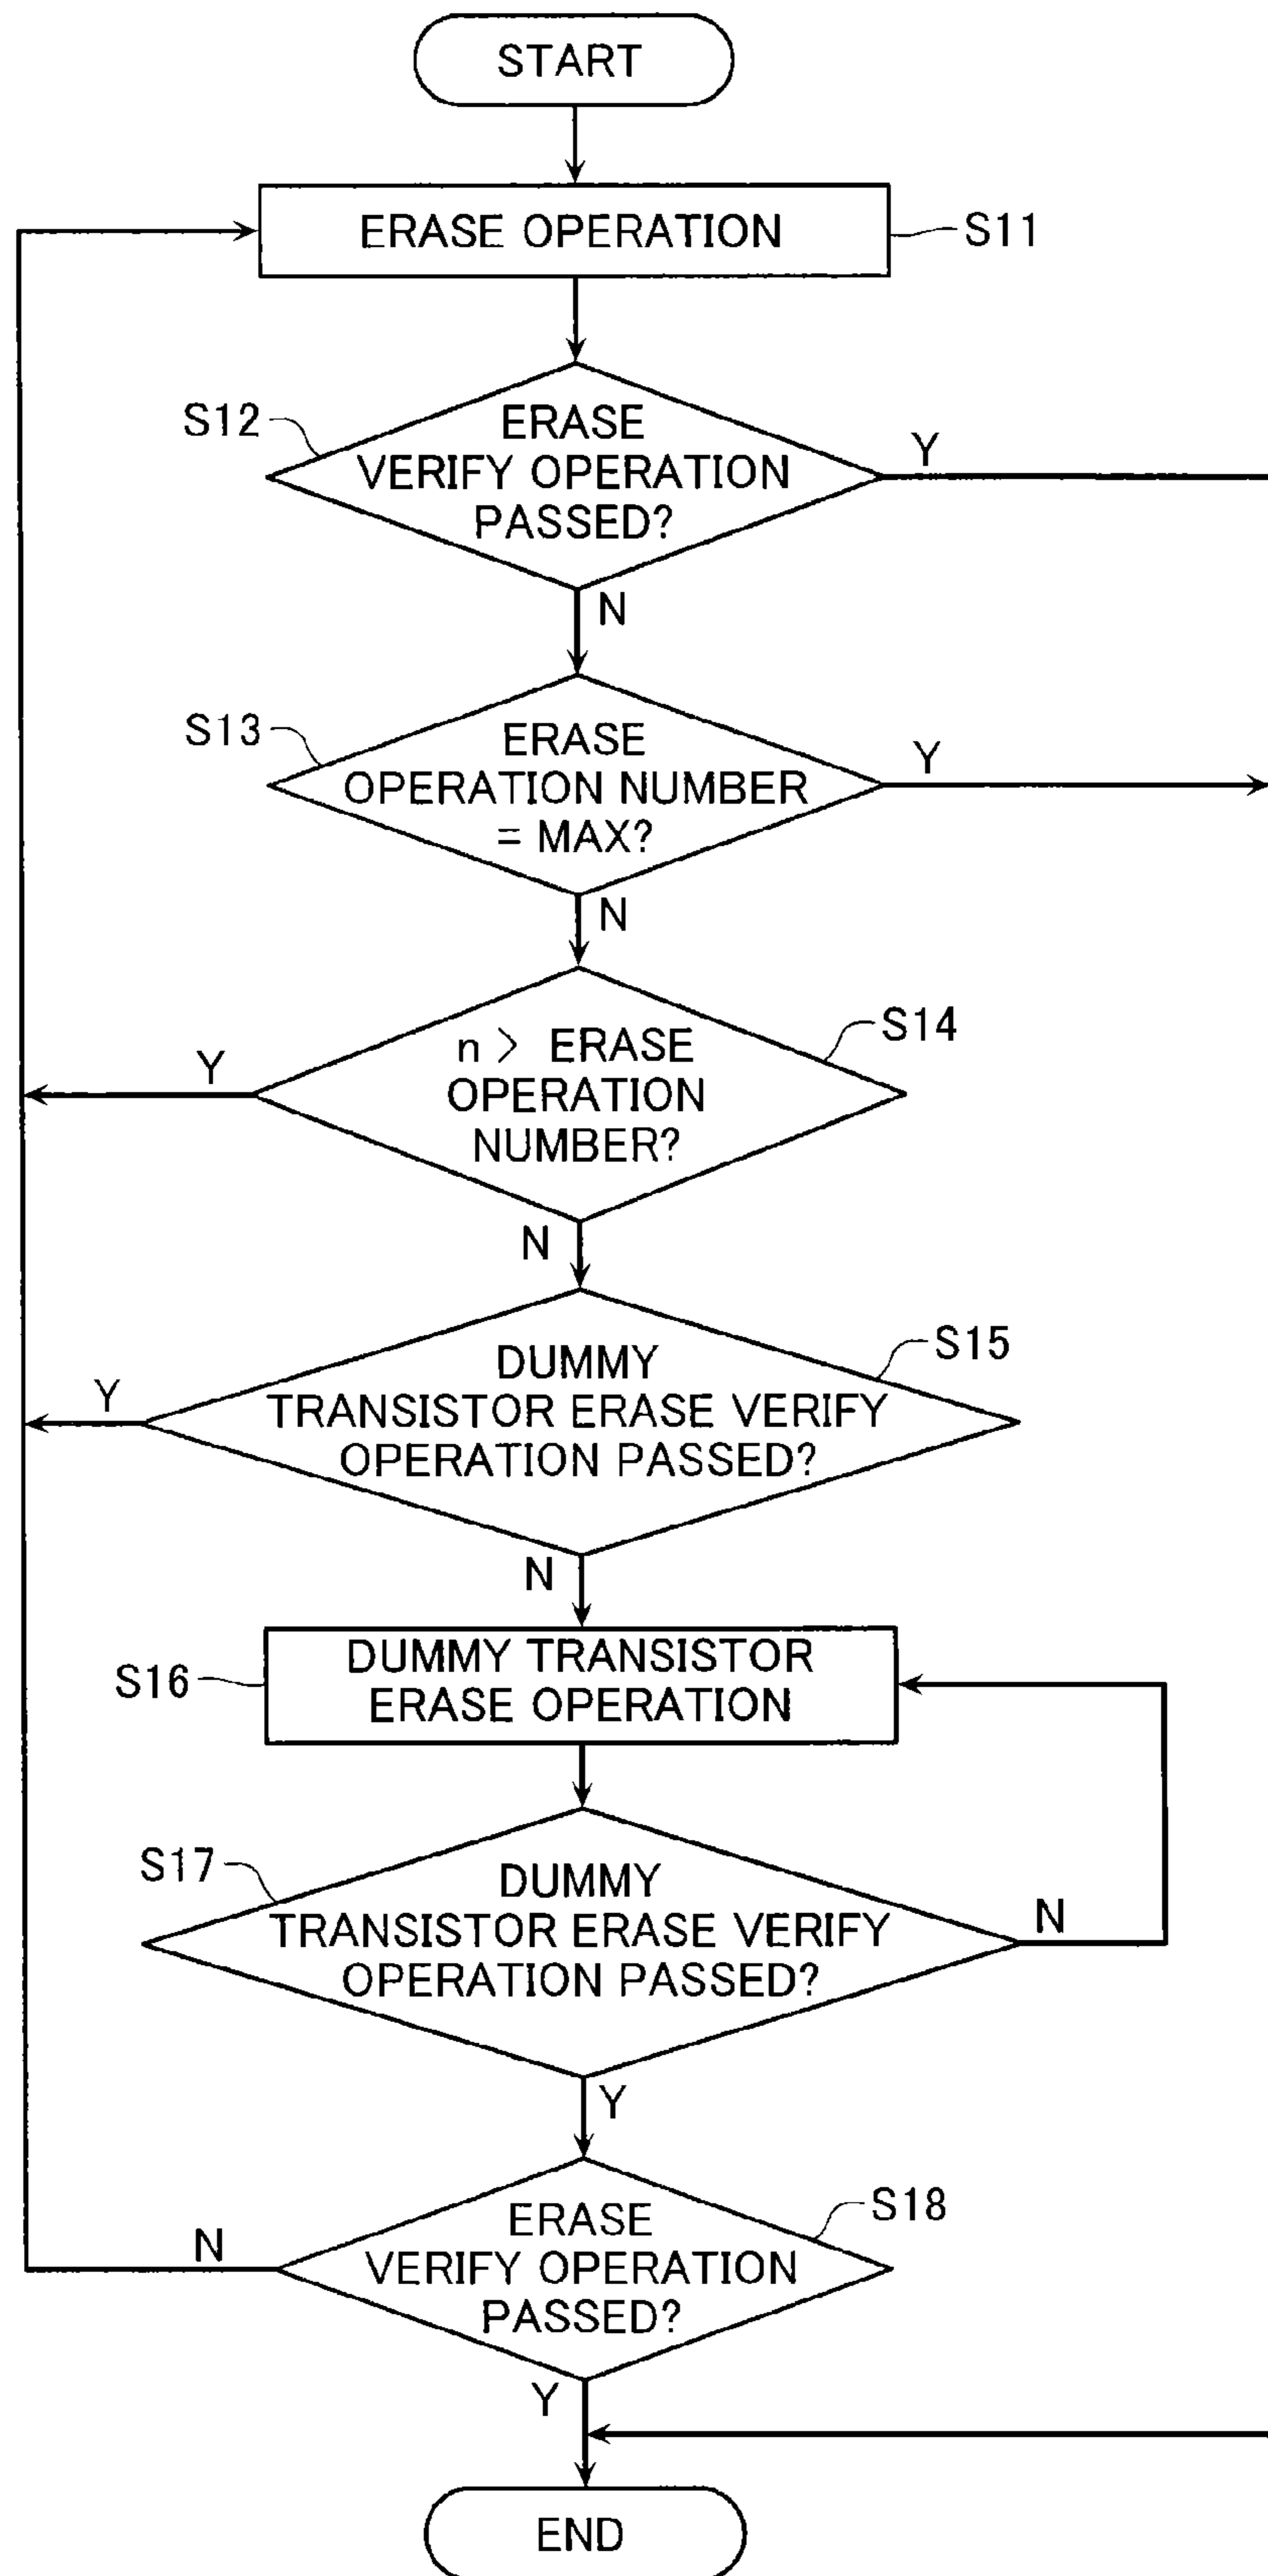 START
ERASE OPERATION
S11
S12
ERASE
VERIFY OPERATION
PASSED?
Y
N
S13
ERASE
OPERATION NUMBER
= MAX?
Y
N
S14
n > ERASE
OPERATION
NUMBER?
Y
N
S15
DUMMY
TRANSISTOR ERASE VERIFY
OPERATION PASSED?
Y
N
S16
DUMMY TRANSISTOR
ERASE OPERATION
S17
DUMMY
TRANSISTOR ERASE VERIFY
OPERATION PASSED?
N
Y
S18
ERASE
VERIFY OPERATION
PASSED?
N
Y
END